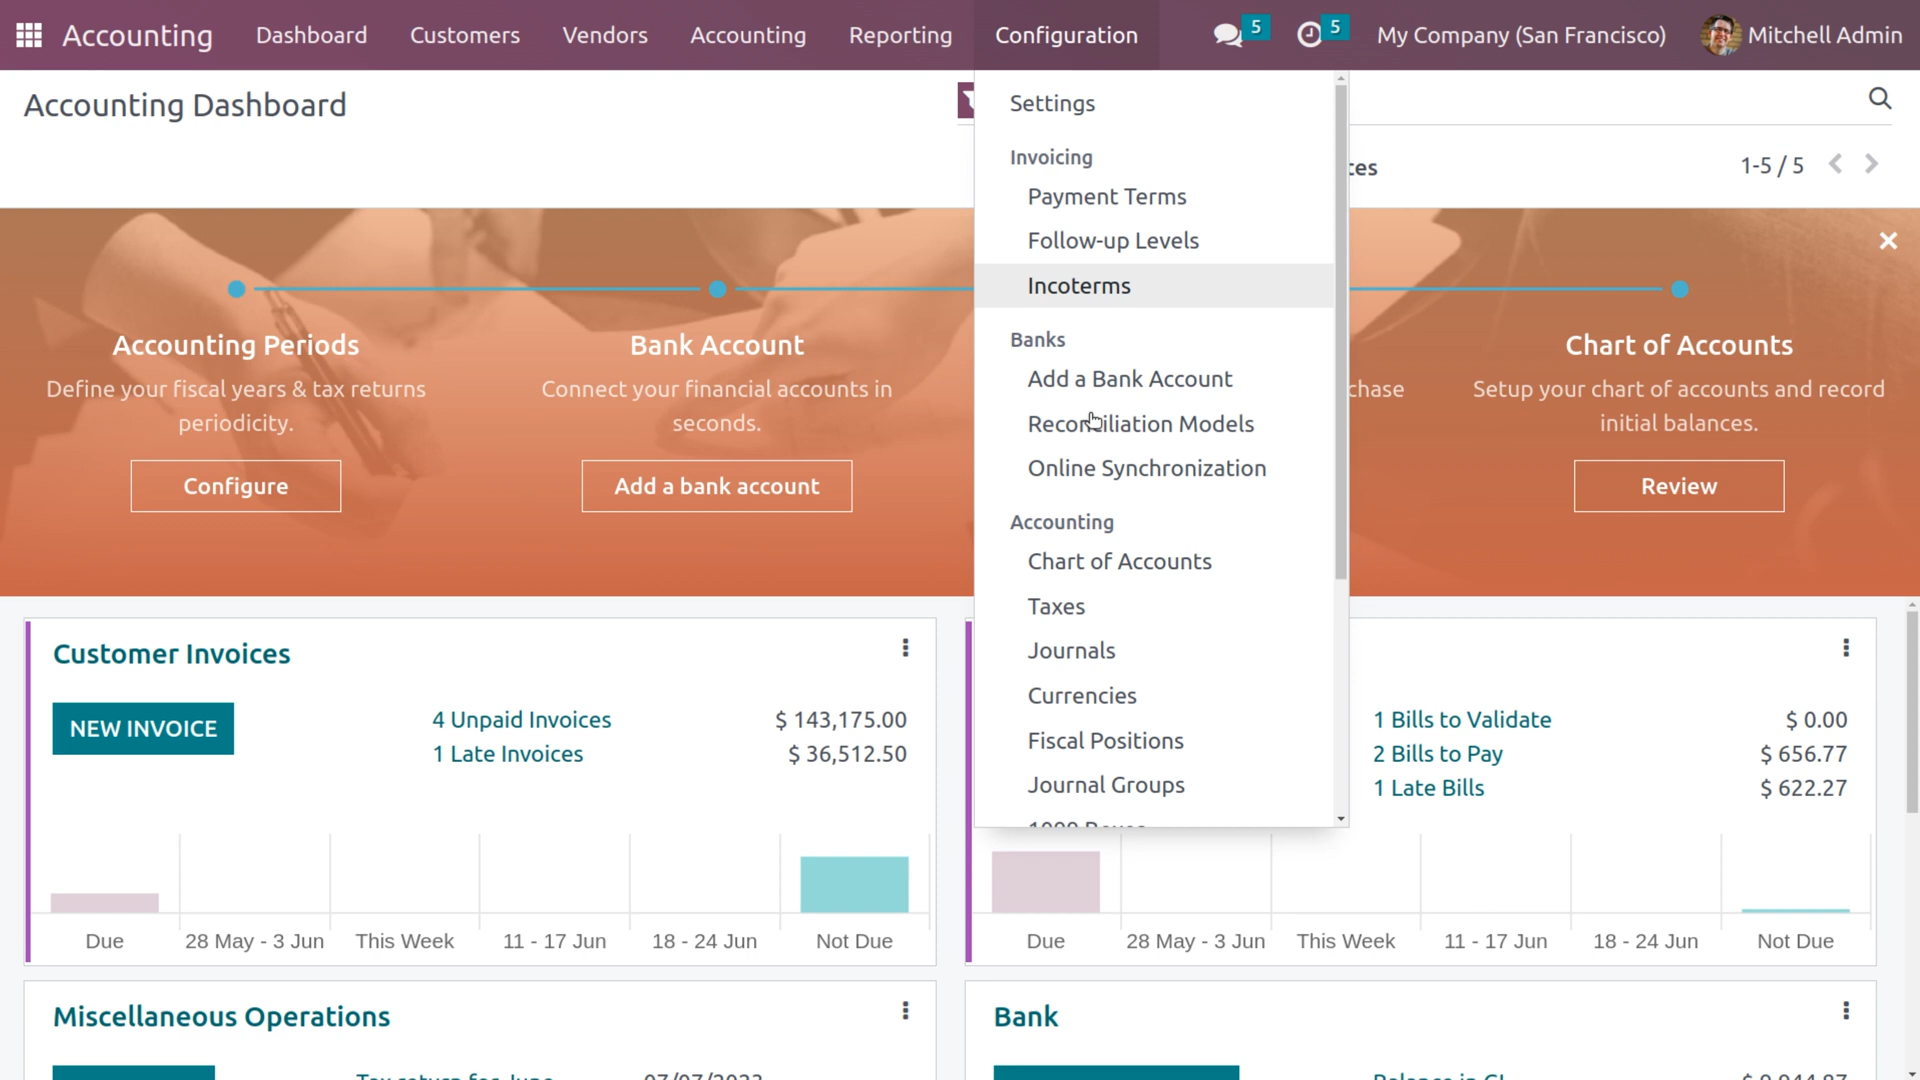 Accounting Dashboard Customers Vendors Accounting Reporting Configuration 5 5 My Company (San Francisco) Mitchell Admin
Accounting Dashboard
1-5 / 5
Settings
Invoicing
Payment Terms
Follow-up Levels
Incoterms
Banks
Add a Bank Account
Reconciliation Models
Online Synchronization
Accounting
Chart of Accounts
Taxes
Journals
Currencies
Fiscal Positions
Journal Groups
Accounting Periods
Define your fiscal years & tax returns
periodicity.
Configure
Bank Account
Connect your financial accounts in
seconds.
Add a bank account
Chart of Accounts
Setup your chart of accounts and record
initial balances.
Review
Customer Invoices
NEW INVOICE
4 Unpaid Invoices $ 143,175.00
1 Late Invoices $ 36,512.50
Due 28 May - 3 Jun This Week 11 - 17 Jun 18 - 24 Jun Not Due
1 Bills to Validate $ 0.00
2 Bills to Pay $ 656.77
1 Late Bills $ 622.27
Due 28 May - 3 Jun This Week 11 - 17 Jun 18 - 24 Jun Not Due
Miscellaneous Operations
Bank